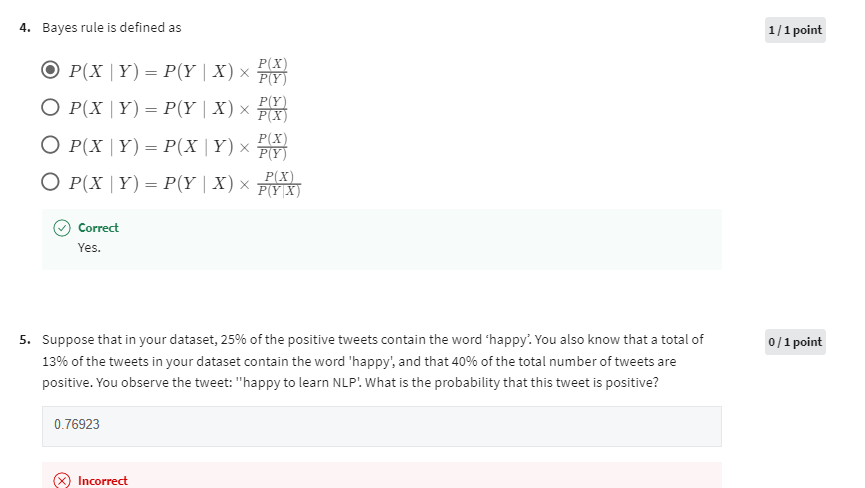 4. Bayes rule is defined as
1 / 1 point
P(X | Y) = P(Y | X) × P(X)/P(Y)
P(X | Y) = P(Y | X) × P(Y)/P(X)
P(X | Y) = P(X | Y) × P(X)/P(Y)
P(X | Y) = P(Y | X) × P(X)/P(Y|X)
Correct
Yes.
5. Suppose that in your dataset, 25% of the positive tweets contain the word ‘happy’. You also know that a total of
0 / 1 point
13% of the tweets in your dataset contain the word 'happy', and that 40% of the total number of tweets are
positive. You observe the tweet: ''happy to learn NLP'. What is the probability that this tweet is positive?
0.76923
Incorrect